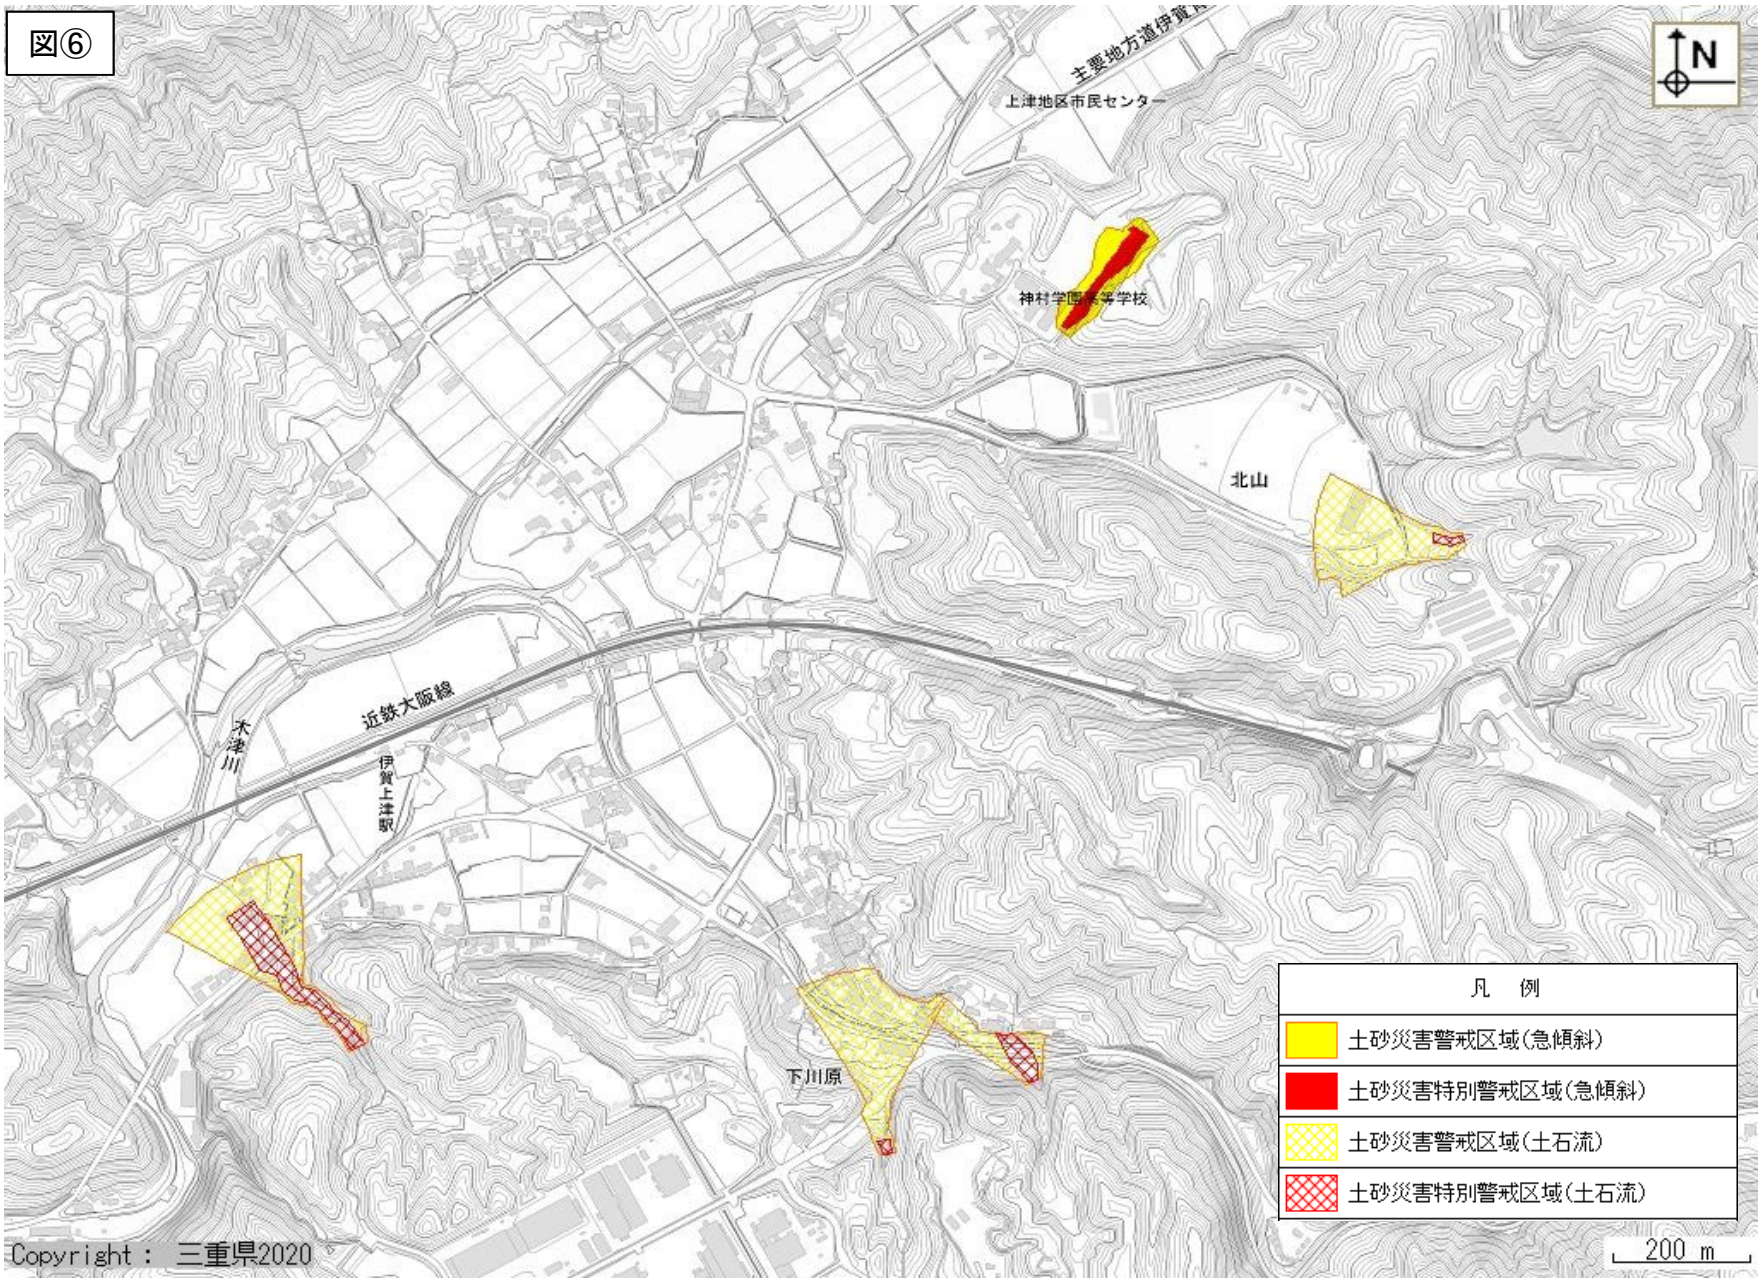 図⑥
主要地方道伊賀
N
上津地区市民センター
神村学園高等学校
北山
近鉄大阪線
木津川
伊賀上津駅
下川原
凡 例
土砂災害警戒区域(急傾斜)
土砂災害特別警戒区域(急傾斜)
土砂災害警戒区域(土石流)
土砂災害特別警戒区域(土石流)
Copyright : 三重県2020
200 m